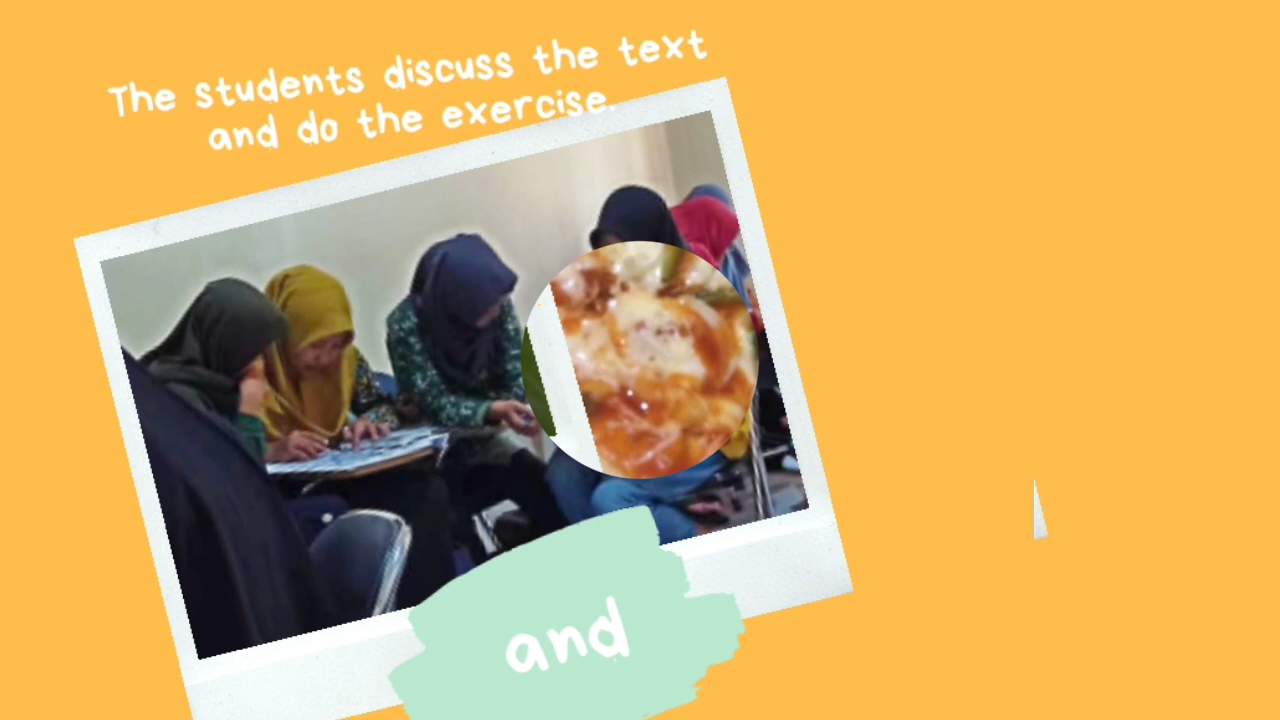 The students discuss the text
and do the exercise.
and